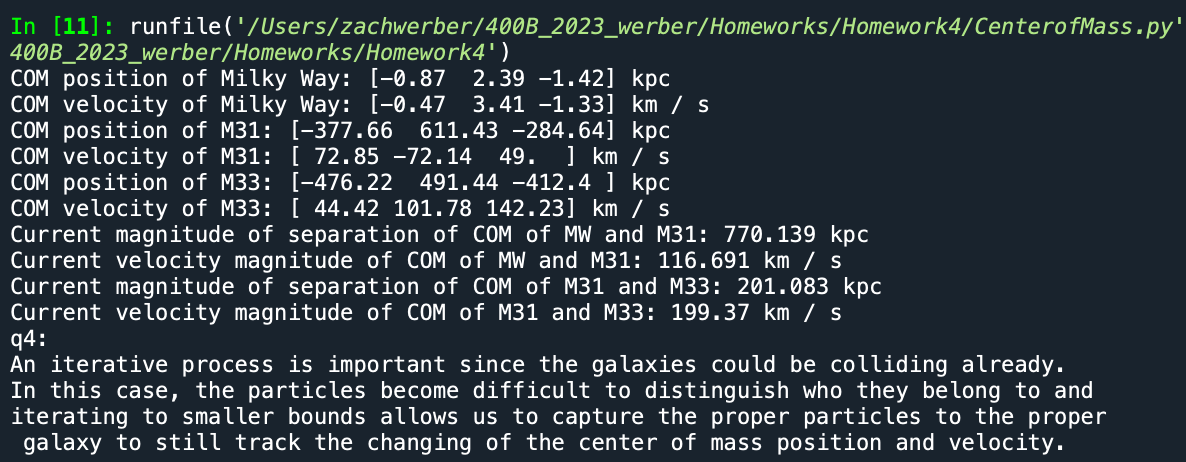 In [11]: runfile('/Users/zachwerber/400B_2023_werber/Homeworks/Homework4/CenterofMass.py'
400B_2023_werber/Homeworks/Homework4')
COM position of Milky Way: [-0.87  2.39 -1.42] kpc
COM velocity of Milky Way: [-0.47  3.41 -1.33] km / s
COM position of M31: [-377.66  611.43 -284.64] kpc
COM velocity of M31: [ 72.85 -72.14  49.  ] km / s
COM position of M33: [-476.22  491.44 -412.4 ] kpc
COM velocity of M33: [ 44.42 101.78 142.23] km / s
Current magnitude of separation of COM of MW and M31: 770.139 kpc
Current velocity magnitude of COM of MW and M31: 116.691 km / s
Current magnitude of separation of COM of M31 and M33: 201.083 kpc
Current velocity magnitude of COM of M31 and M33: 199.37 km / s
q4:
An iterative process is important since the galaxies could be colliding already.
In this case, the particles become difficult to distinguish who they belong to and
iterating to smaller bounds allows us to capture the proper particles to the proper
 galaxy to still track the changing of the center of mass position and velocity.